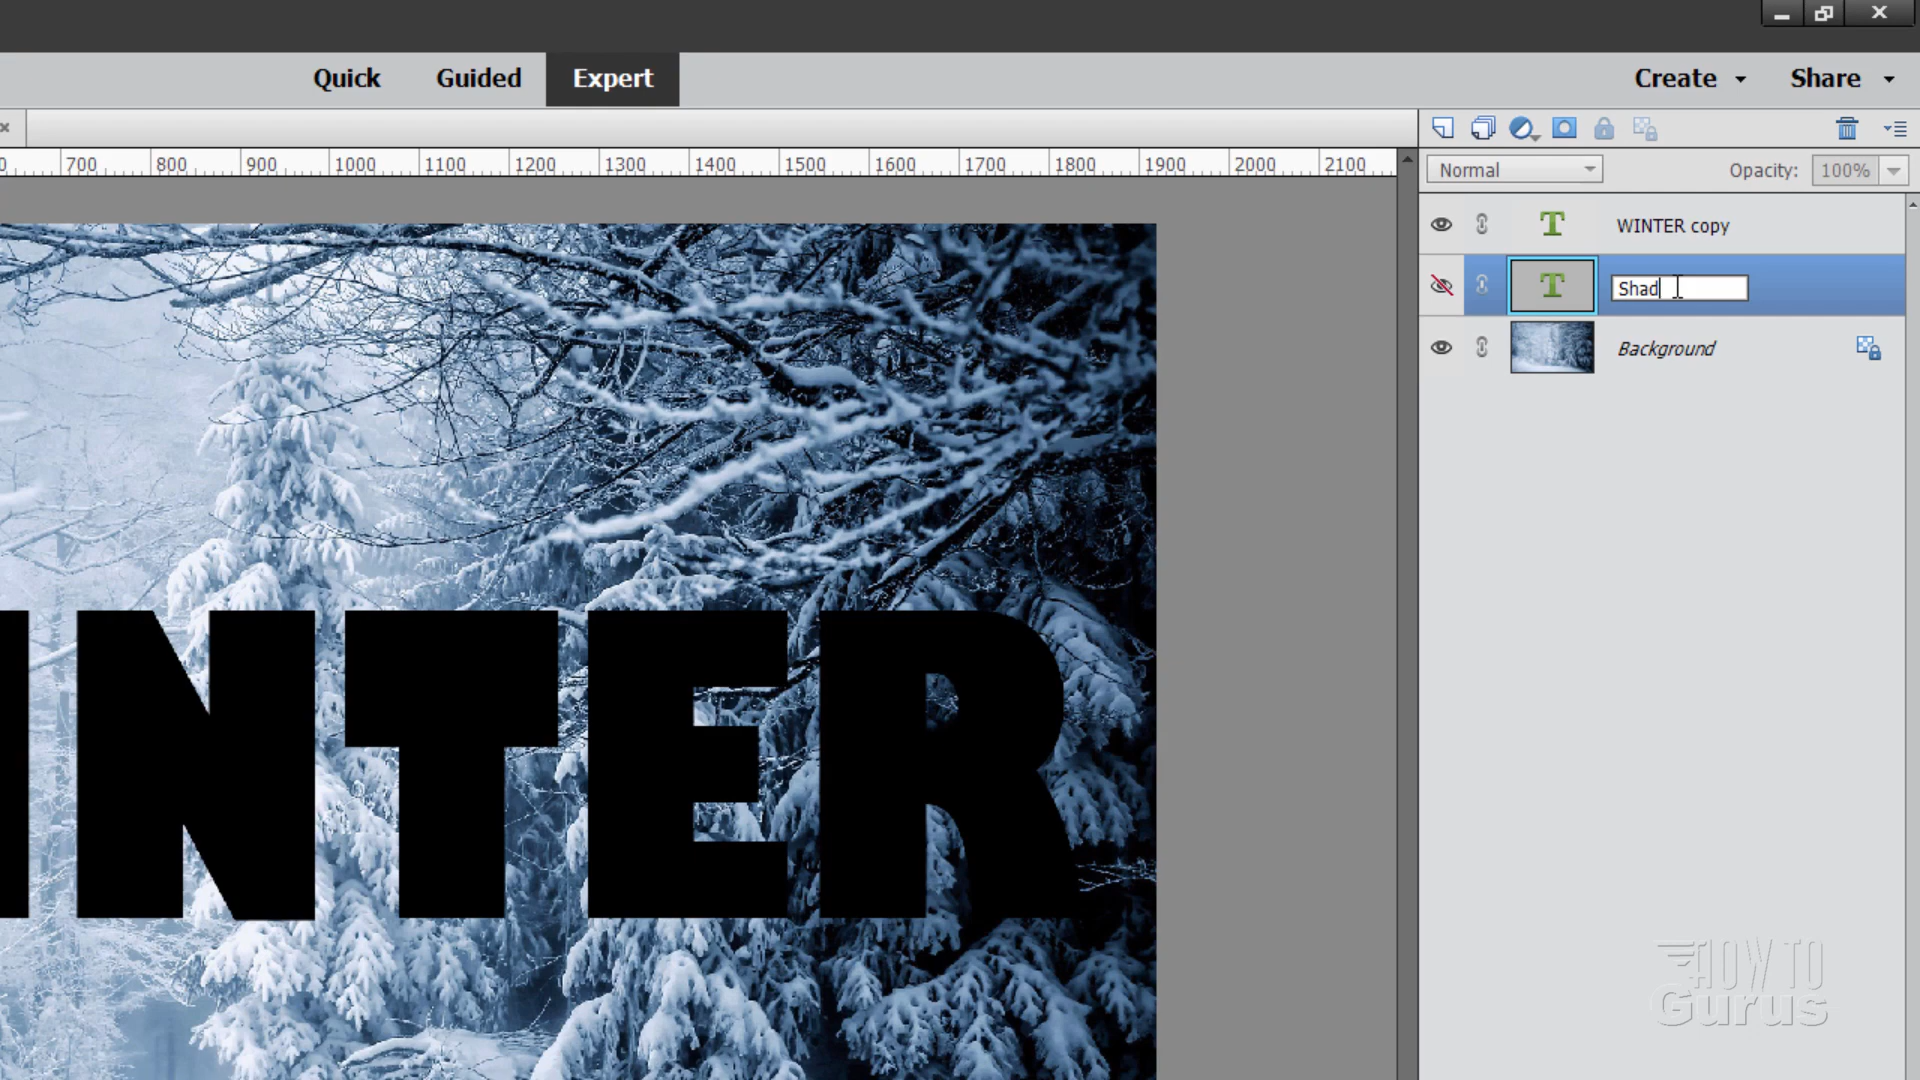 Quick Guided Expert Create Share
700 800 900 1000 1100 1200 1300 1400 1500 1600 1700 1800 1900 2000 2100
Normal Opacity: 100%
T WINTER copy
T Shad
Background
INTER
HOW TO
Gurus